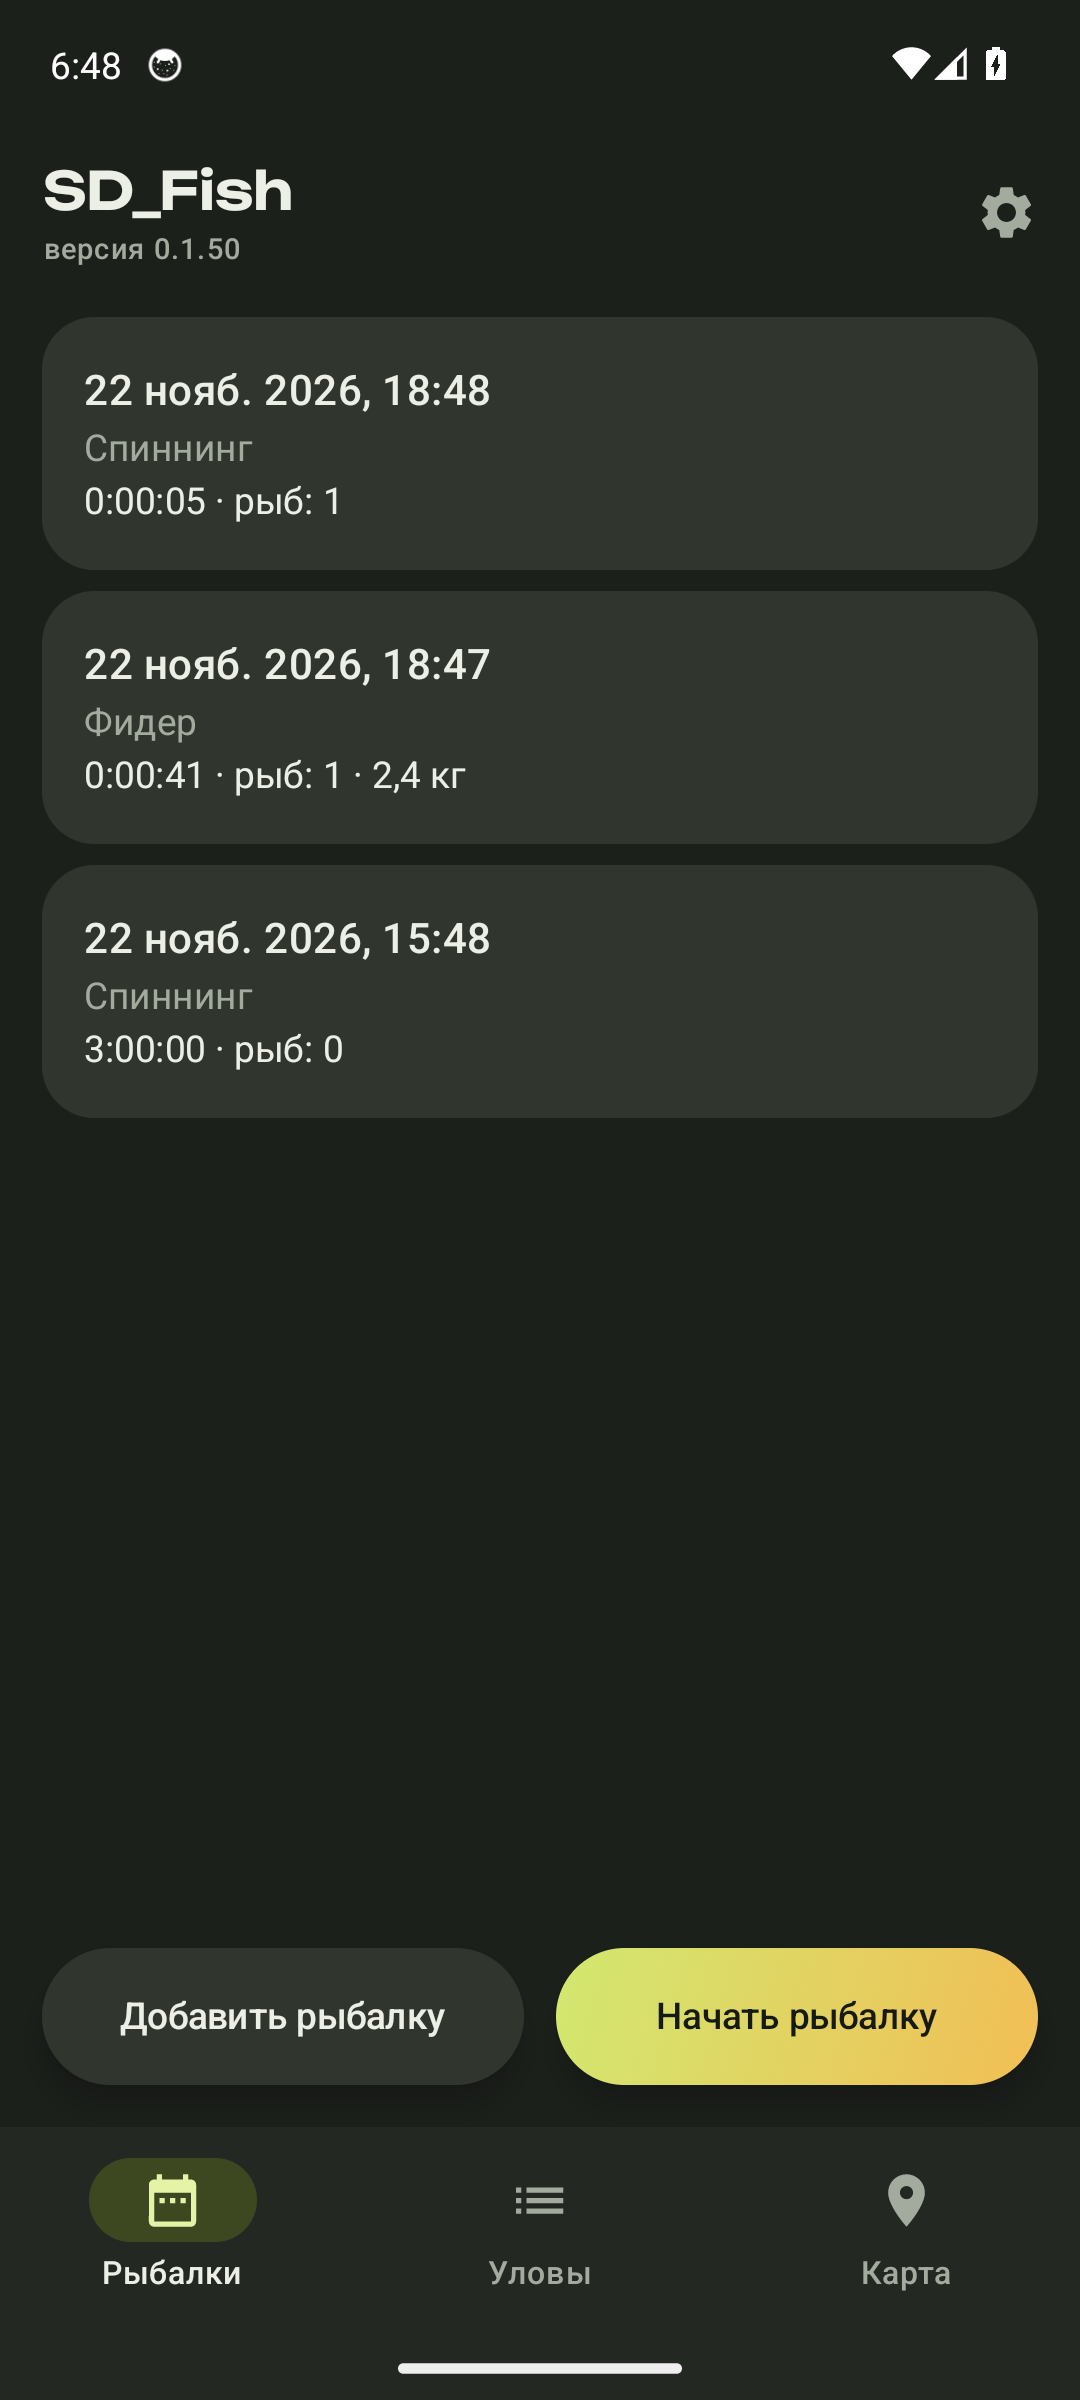 6:48
SD_Fish
версия 0.1.50
22 нояб. 2026, 18:48
Спиннинг
0:00:05 · рыб: 1
22 нояб. 2026, 18:47
Фидер
0:00:41 · рыб: 1 · 2,4 кг
22 нояб. 2026, 15:48
Спиннинг
3:00:00 · рыб: 0
Добавить рыбалку
Начать рыбалку
Рыбалки
Уловы
Карта